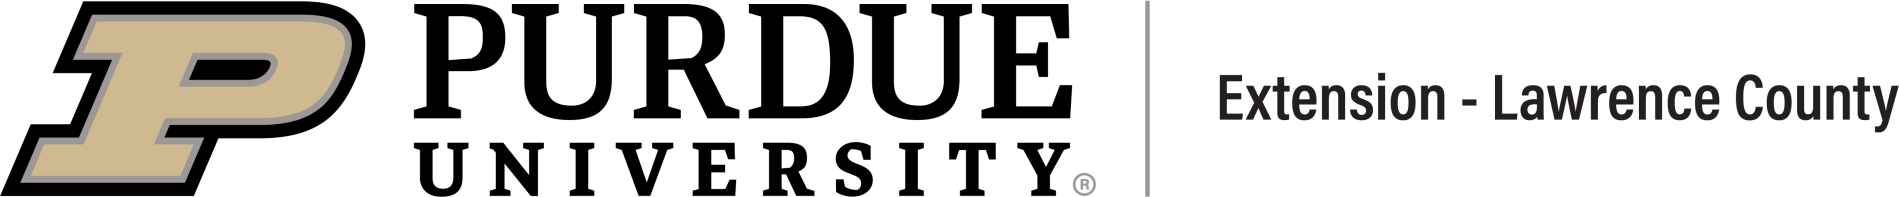 P
PURDUE
UNIVERSITY®
Extension - Lawrence County